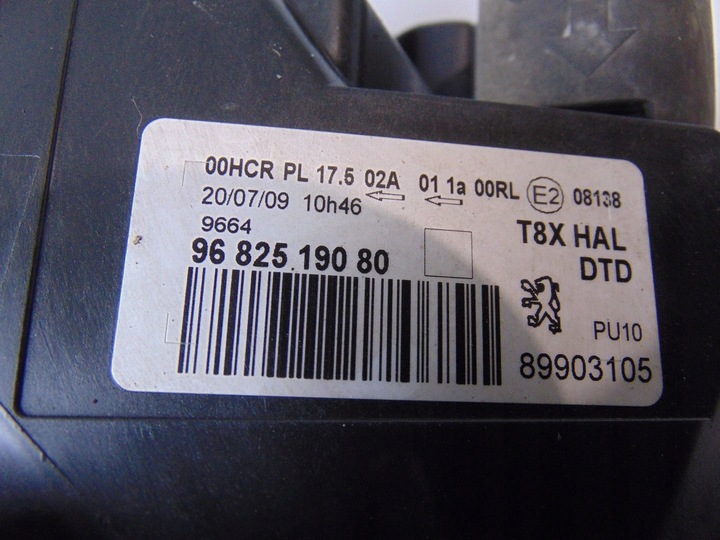 00HCR PL 17.5 02A 01 1a 00RL E2 08138
20/07/09 10h46
9664
96 825 190 80
T8X HAL
DTD
PU10
89903105